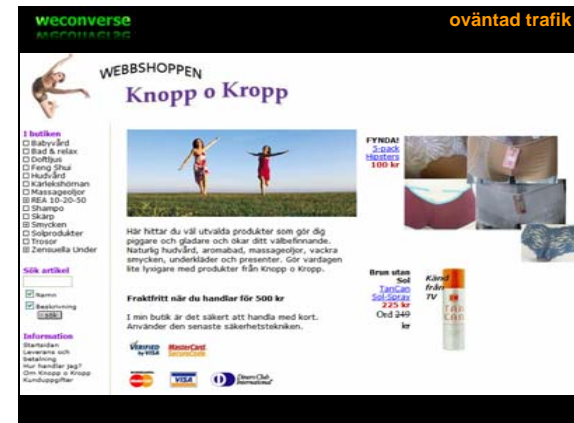 weconverse
oväntad trafik
WEBBSHOPPEN
Knopp o Kropp
I butiken
Babyvård
Bad & relax
Doftljus
Feng Shui
Hudvård
Kärlekshörnan
Massageoljor
REA 10-20-50
Shampo
Skärp
Smycken
Solprodukter
Trosor
Zensuella Under
Sök artikel
Namn
Beskrivning
sök
Information
Startsidan
Leverans och
betalning
Hur handlar jag?
Om Knopp o Kropp
Kunduppgifter
Här hittar du väl utvalda produkter som gör dig
piggare och gladare och ökar ditt välbefinnande.
Naturlig hudvård, aromabad, massageoljor, vackra
smycken, underkläder och presenter. Gör vardagen
lite lyxigare med produkter från Knopp o Kropp.
Fraktfritt när du handlar för 500 kr
I min butik är det säkert att handla med kort.
Använder den senaste säkerhetstekniken.
VERIFIED
by VISA
MasterCard
SecureCode
MasterCard
VISA
Diners Club
International
FYNDA!
3-pack
Hipsters
100 kr
Brun utan
Sol
TanCan
Sol-Spray
225 kr
Ord 249
kr
Känd
från
TV
TAN
CAN